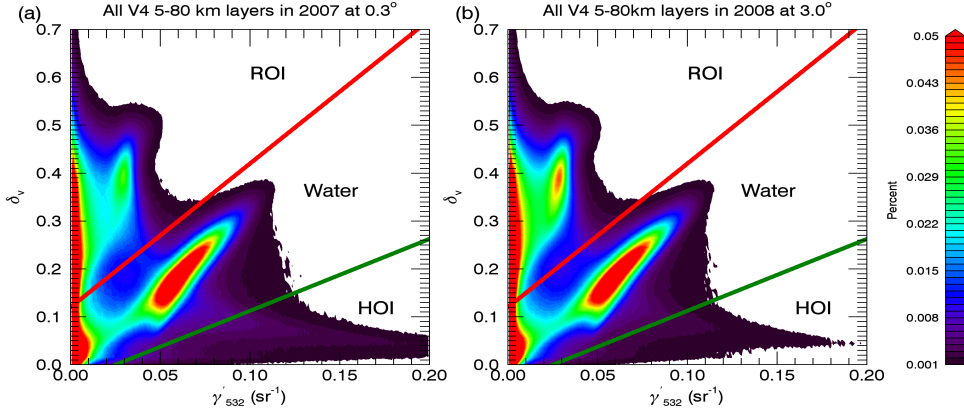 (a) All V4 5-80 km layers in 2007 at 0.3°
0.7
0.6
0.5
0.4
0.3
0.2
0.1
0.0
δv
ROI
Water
HOI
0.00 0.05 0.10 0.15 0.20
γ′532 (sr-1)
(b) All V4 5-80km layers in 2008 at 3.0°
0.7
0.6
0.5
0.4
0.3
0.2
0.1
0.0
δv
ROI
Water
HOI
0.00 0.05 0.10 0.15 0.20
γ′532 (sr-1)
0.05
0.043
0.036
0.029
0.022
0.015
0.008
0.001
Percent